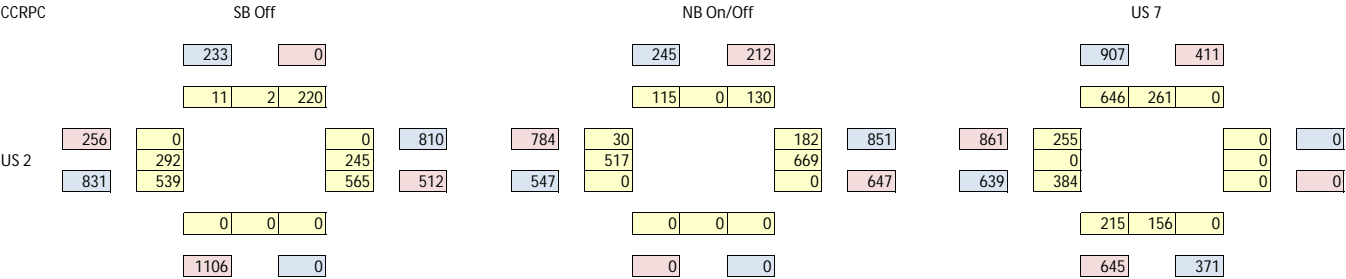 CCRPC SB Off NB On/Off US 7
233 0 245 212 907 411
11 2 220 115 0 130 646 261 0
256 0 0 810 784 30 182 851 861 255 0 0
US 2 292 245 517 669 0 0
831 539 565 512 547 0 0 647 639 384 0 0
0 0 0 0 0 0 215 156 0
1106 0 0 0 645 371